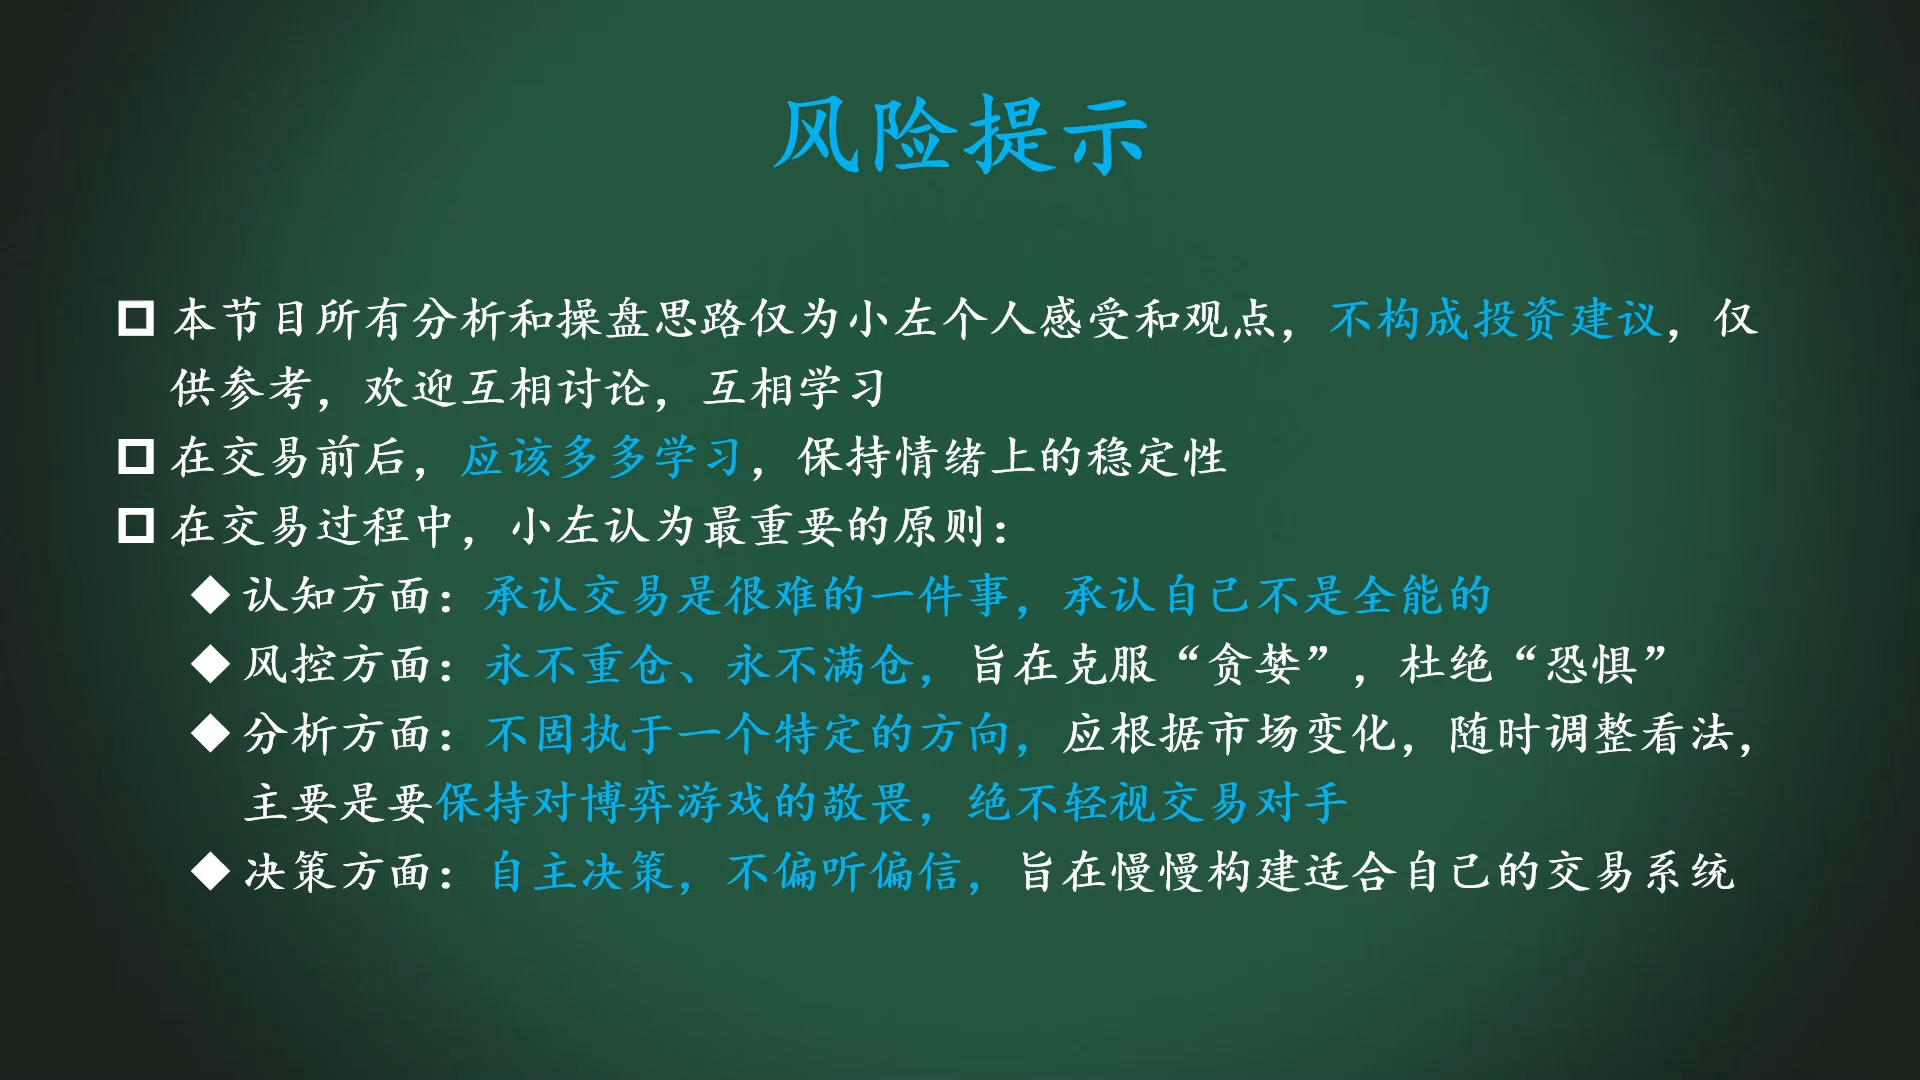 风险提示
本节目所有分析和操盘思路仅为小左个人感受和观点，不构成投资建议，仅
供参考，欢迎互相讨论，互相学习
在交易前后，应该多多学习，保持情绪上的稳定性
在交易过程中，小左认为最重要的原则：
认知方面：承认交易是很难的一件事，承认自己不是全能的
风控方面：永不重仓、永不满仓，旨在克服“贪婪”，杜绝“恐惧”
分析方面：不固执于一个特定的方向，应根据市场变化，随时调整看法，
主要是要保持对博弈游戏的敬畏，绝不轻视交易对手
决策方面：自主决策，不偏听偏信，旨在慢慢构建适合自己的交易系统